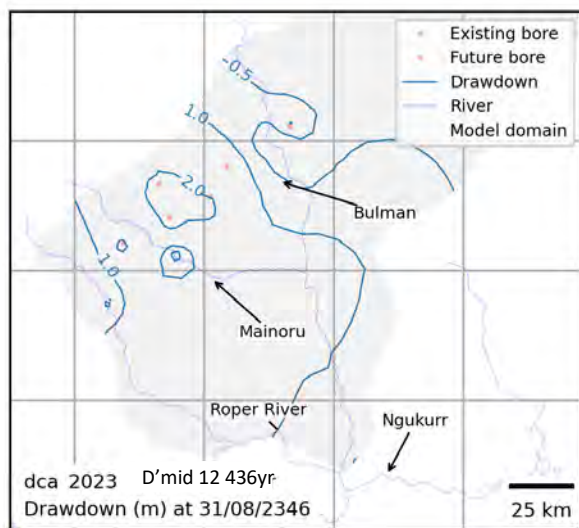 Existing bore
Future bore
Drawdown
River
Model domain
-0.5
1.0
2.0
Bulman
1.0
Mainoru
Roper River
Ngukurr
dca 2023 D'mid 12 436yr
Drawdown (m) at 31/08/2346
25 km